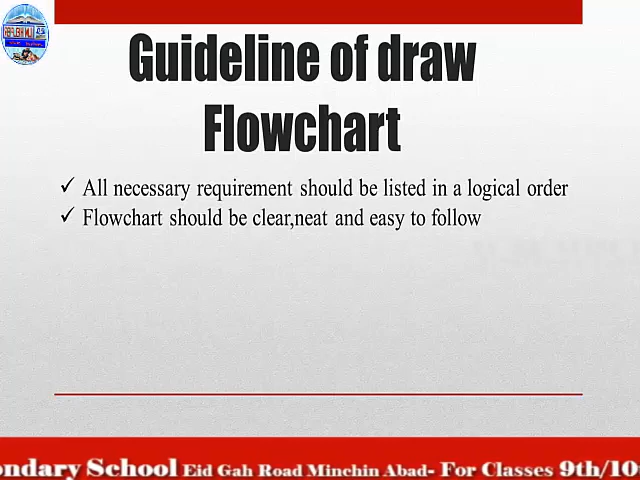 Guideline of draw
Flowchart
✓ All necessary requirement should be listed in a logical order
✓ Flowchart should be clear,neat and easy to follow
ondary School Eid Gah Road Minchin Abad- For Classes 9th/10